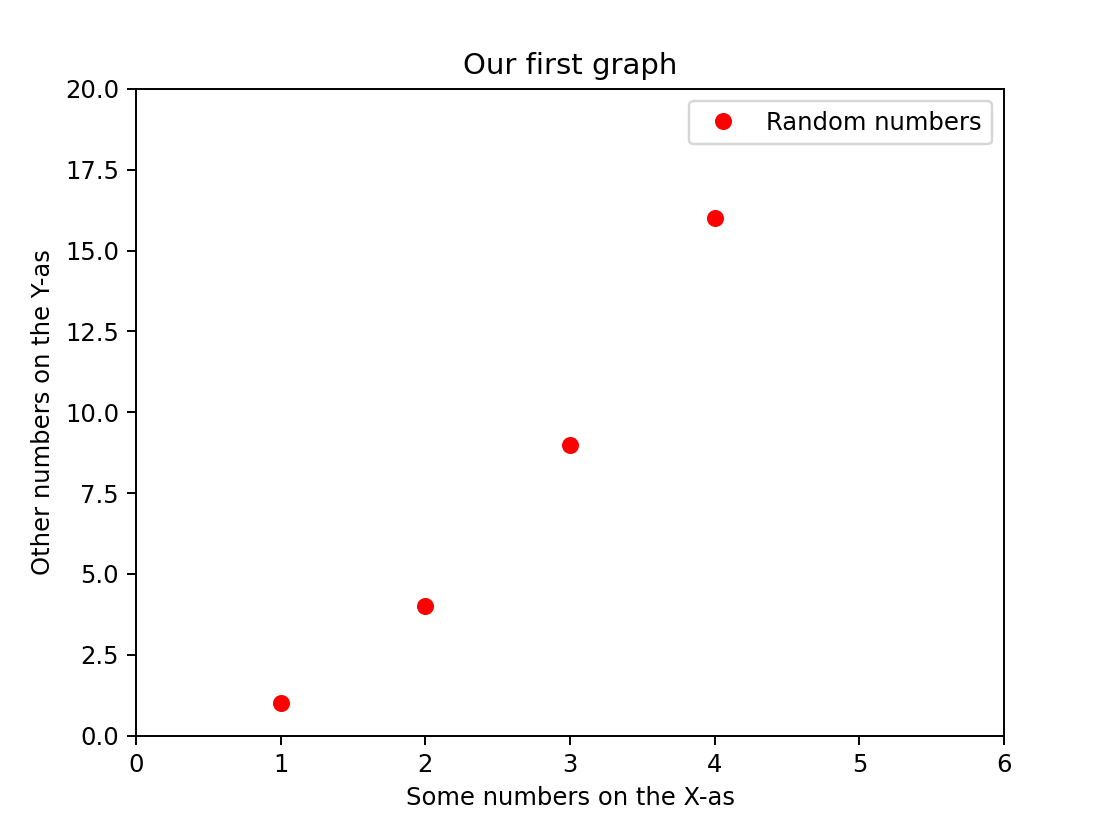 Our first graph
Random numbers
20.0
17.5
15.0
12.5
10.0
7.5
5.0
2.5
0.0
Other numbers on the Y-as
0 1 2 3 4 5 6
Some numbers on the X-as